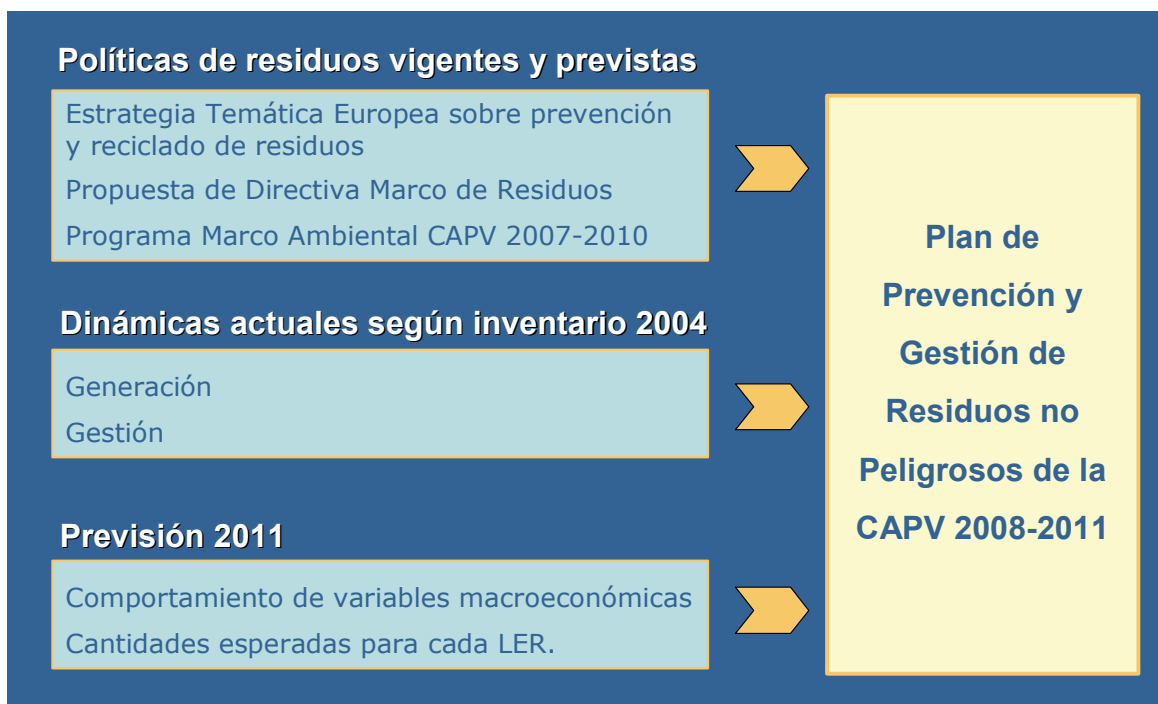 Políticas de residuos vigentes y previstas
Estrategia Temática Europea sobre prevención
y reciclado de residuos
Propuesta de Directiva Marco de Residuos
Programa Marco Ambiental CAPV 2007-2010
Dinámicas actuales según inventario 2004
Generación
Gestión
Previsión 2011
Comportamiento de variables macroeconómicas
Cantidades esperadas para cada LER.
Plan de
Prevención y
Gestión de
Residuos no
Peligrosos de la
CAPV 2008-2011